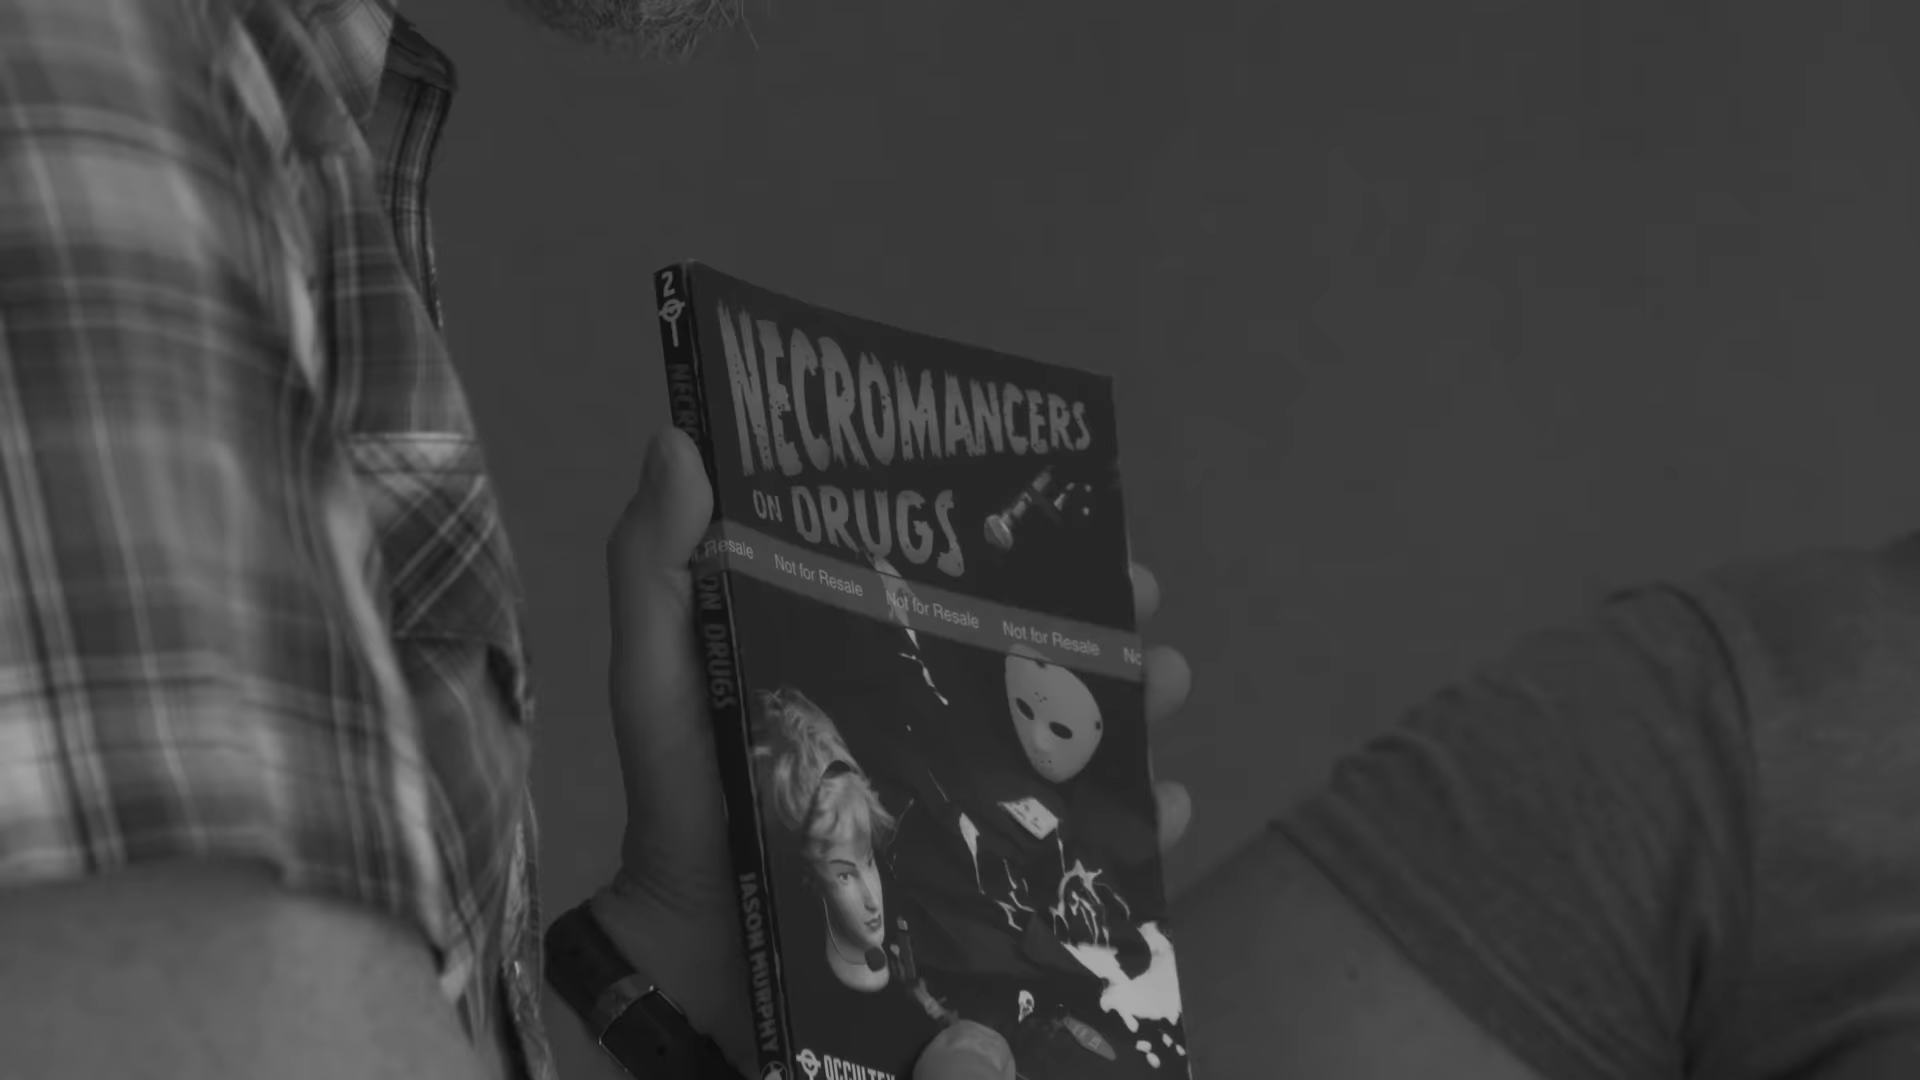 NECROMANCERS
ON DRUGS
Resale Not for Resale Not for Resale Not for Resale
2
ON DRUGS
JASON MURPHY